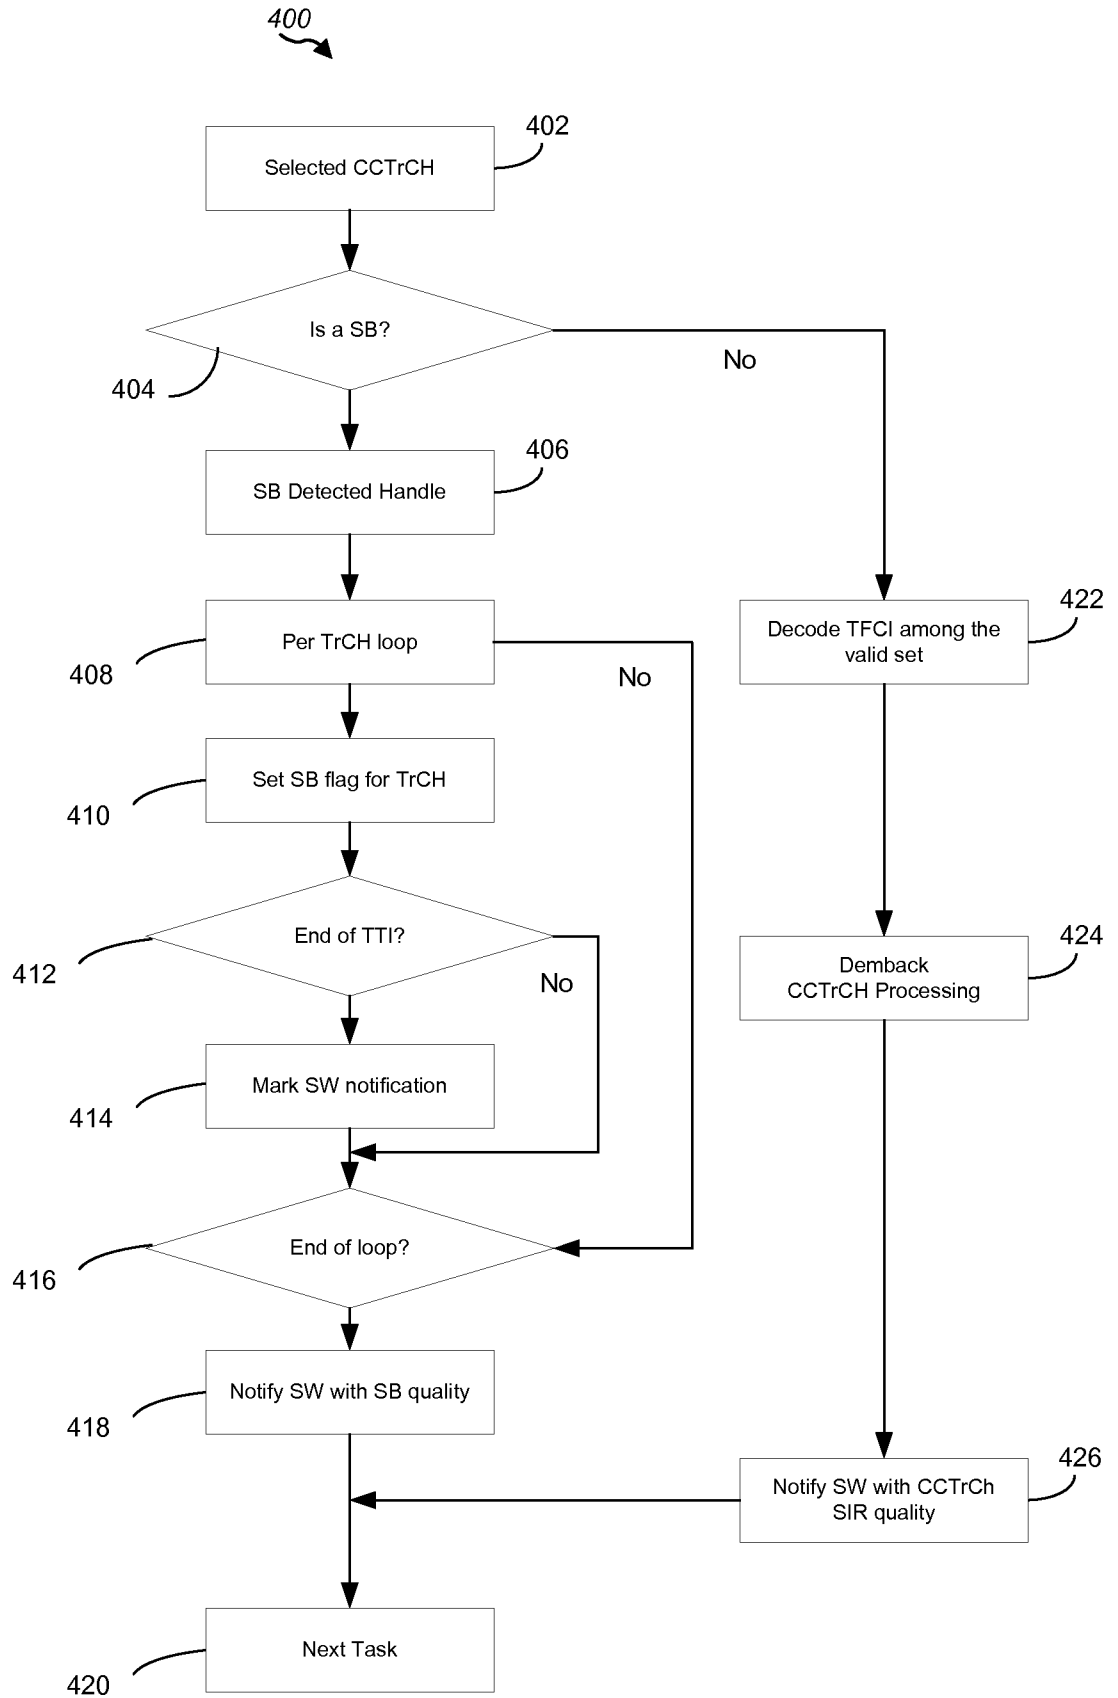 400
402
Selected CCTrCH
Is a SB?
No
404
406
SB Detected Handle
422
Per TrCH loop
Decode TFCI among the
valid set
408
No
Set SB flag for TrCH
410
424
End of TTI?
Demback
CCTrCH Processing
412
No
Mark SW notification
414
End of loop?
416
Notify SW with SB quality
418
426
Notify SW with CCTrCh
SIR quality
Next Task
420